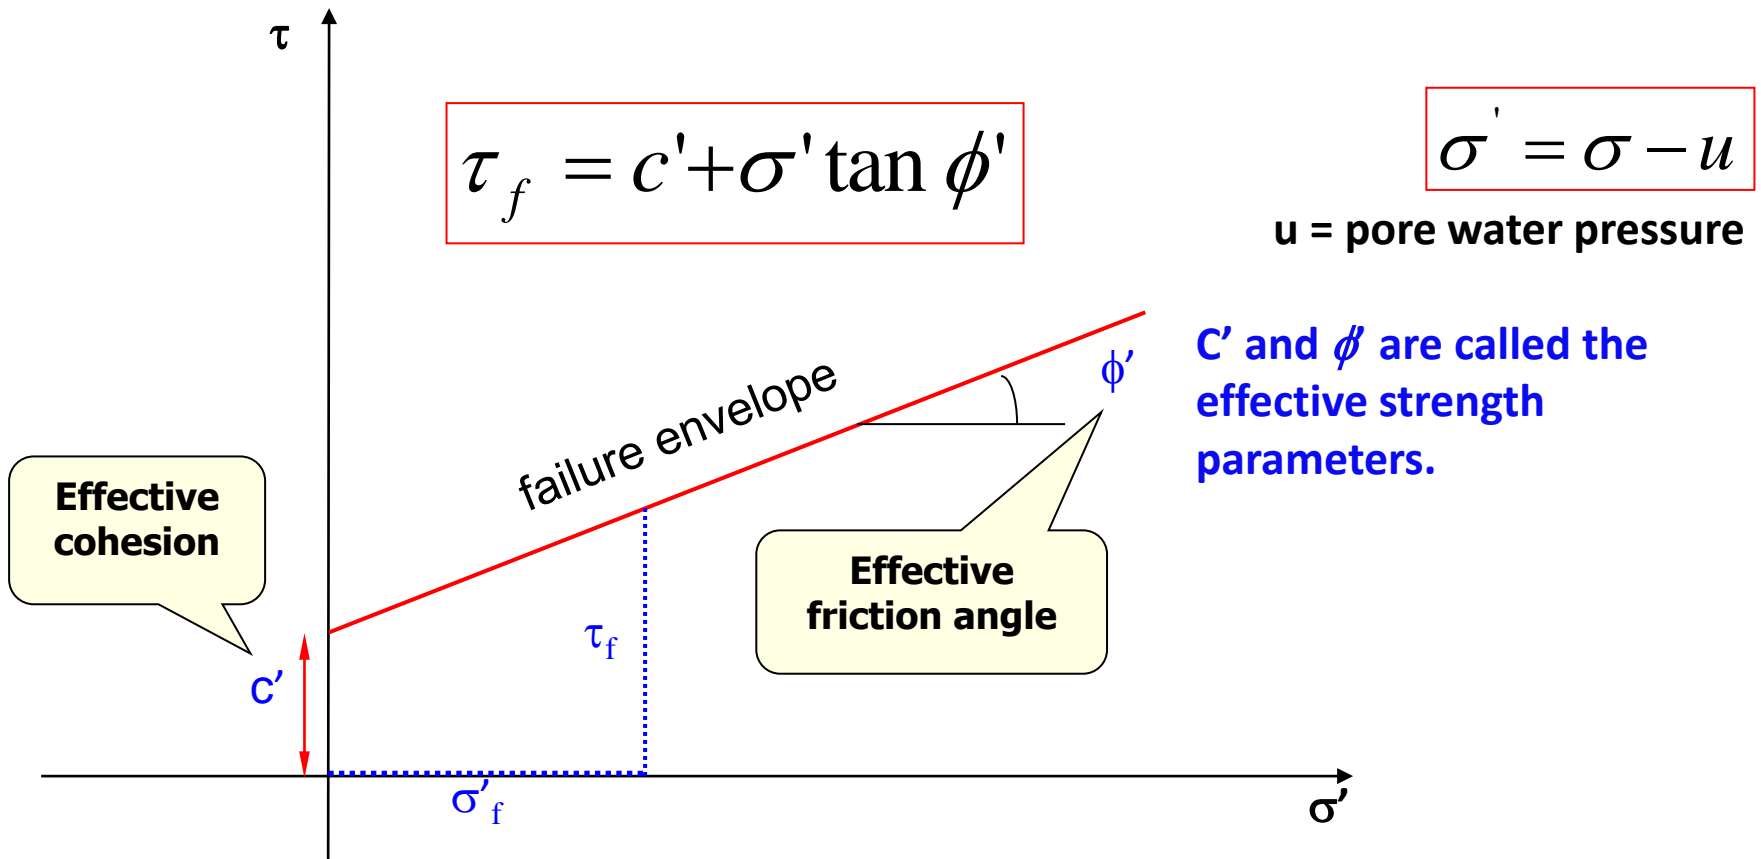 τ
τf = c'+σ' tan ϕ'
σ' = σ − u
u = pore water pressure
C’ and ϕ’ are called the
effective strength
parameters.
ϕ’
failure envelope
Effective
cohesion
Effective
friction angle
τf
c’
σ’f
σ’